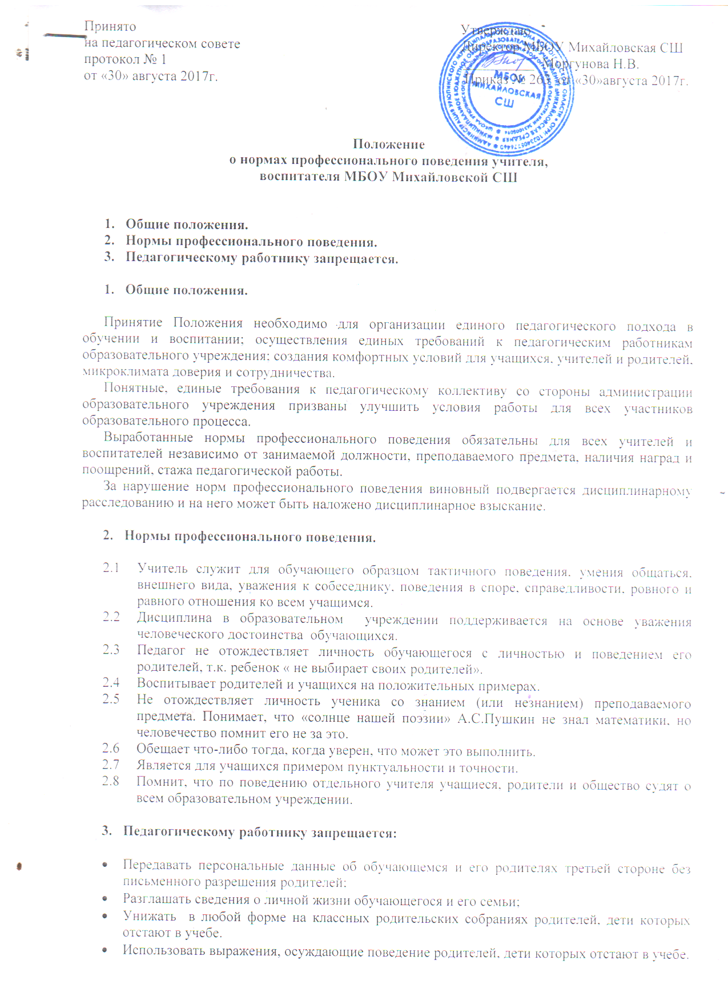 Принято
на педагогическом совете
протокол № 1
от «30» августа 2017г.
Утверждаю
Директор МБОУ Михайловская СШ
Моргунова Н.В.
Приказ № 263 от «30»августа 2017г.
МБОУ
МИХАЙЛОВСКАЯ
СШ
Положение
о нормах профессионального поведения учителя,
воспитателя МБОУ Михайловской СШ
1. Общие положения.
2. Нормы профессионального поведения.
3. Педагогическому работнику запрещается.
1. Общие положения.
Принятие Положения необходимо для организации единого педагогического подхода в
обучении и воспитании; осуществления единых требований к педагогическим работникам
образовательного учреждения; создания комфортных условий для учащихся, учителей и родителей,
микроклимата доверия и сотрудничества.
Понятные, единые требования к педагогическому коллективу со стороны администрации
образовательного учреждения призваны улучшить условия работы для всех участников
образовательного процесса.
Выработанные нормы профессионального поведения обязательны для всех учителей и
воспитателей независимо от занимаемой должности, преподаваемого предмета, наличия наград и
поощрений, стажа педагогической работы.
За нарушение норм профессионального поведения виновный подвергается дисциплинарному
расследованию и на него может быть наложено дисциплинарное взыскание.
2. Нормы профессионального поведения.
2.1 Учитель служит для обучающего образцом тактичного поведения, умения общаться,
внешнего вида, уважения к собеседнику, поведения в споре, справедливости, ровного и
равного отношения ко всем учащимся.
2.2 Дисциплина в образовательном учреждении поддерживается на основе уважения
человеческого достоинства обучающихся.
2.3 Педагог не отождествляет личность обучающегося с личностью и поведением его
родителей, т.к. ребенок « не выбирает своих родителей».
2.4 Воспитывает родителей и учащихся на положительных примерах.
2.5 Не отождествляет личность ученика со знанием (или незнанием) преподаваемого
предмета. Понимает, что «солнце нашей поэзии» А.С.Пушкин не знал математики, но
человечество помнит его не за это.
2.6 Обещает что-либо тогда, когда уверен, что может это выполнить.
2.7 Является для учащихся примером пунктуальности и точности.
2.8 Помнит, что по поведению отдельного учителя учащиеся, родители и общество судят о
всем образовательном учреждении.
3. Педагогическому работнику запрещается:
• Передавать персональные данные об обучающемся и его родителях третьей стороне без
письменного разрешения родителей;
• Разглашать сведения о личной жизни обучающегося и его семьи;
• Унижать в любой форме на классных родительских собраниях родителей, дети которых
отстают в учебе.
• Использовать выражения, осуждающие поведение родителей, дети которых отстают в учебе.